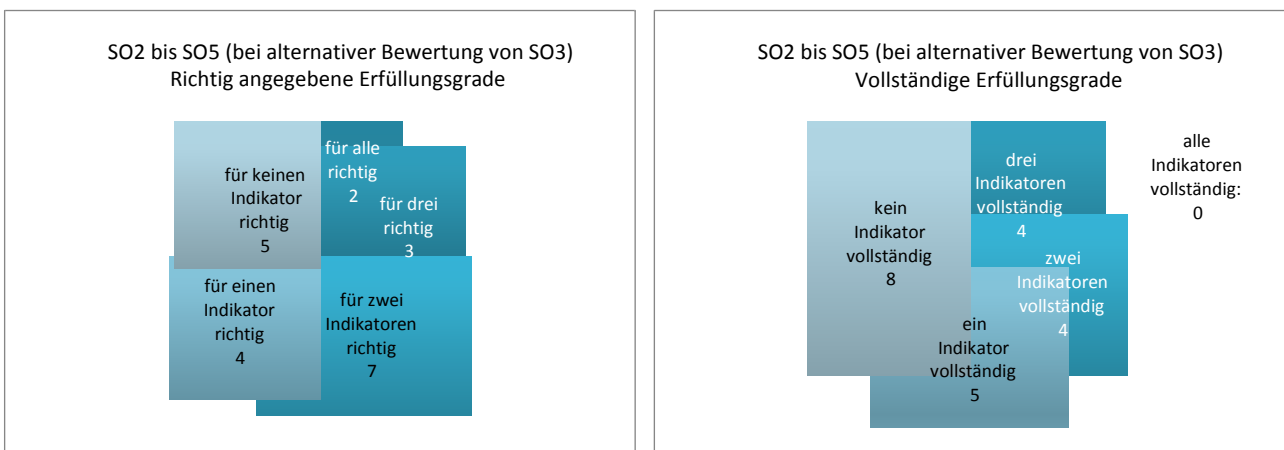 SO2 bis SO5 (bei alternativer Bewertung von SO3)
Richtig angegebene Erfüllungsgrade
für keinen
Indikator
richtig
5
für alle
richtig
2
für drei
richtig
3
für einen
Indikator
richtig
4
für zwei
Indikatoren
richtig
7
SO2 bis SO5 (bei alternativer Bewertung von SO3)
Vollständige Erfüllungsgrade
kein
Indikator
vollständig
8
drei
Indikatoren
vollständig
4
zwei
Indikatoren
vollständig
4
ein
Indikator
vollständig
5
alle
Indikatoren
vollständig:
0